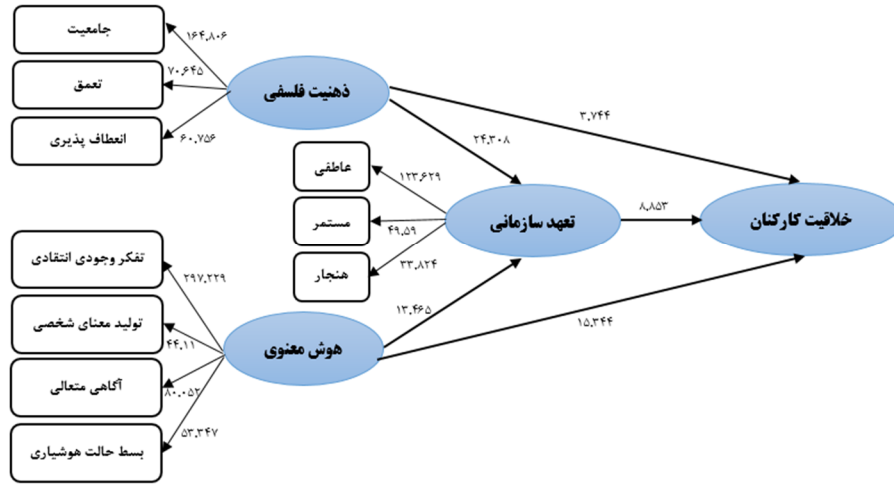 جامعیت
۱۶۴.۸۰۶
تعمق
۷۰.۶۴۵
انعطاف پذیری
۶۰.۷۵۶
ذهنیت فلسفی
۳.۷۴۴
۲۴.۳۰۸
عاطفی
۱۲۳.۶۲۹
مستمر
۴۹.۵۹
هنجار
۳۳.۸۲۴
تعهد سازمانی
۸.۸۵۳
خلاقیت کارکنان
تفکر وجودی انتقادی
۲۹۷.۲۲۹
تولید معنای شخصی
۴۴.۱۱
آگاهی متعالی
۸۰.۰۵۲
بسط حالت هوشیاری
۵۳.۳۴۷
هوش معنوی
۱۳.۴۶۵
۱۵.۳۴۴